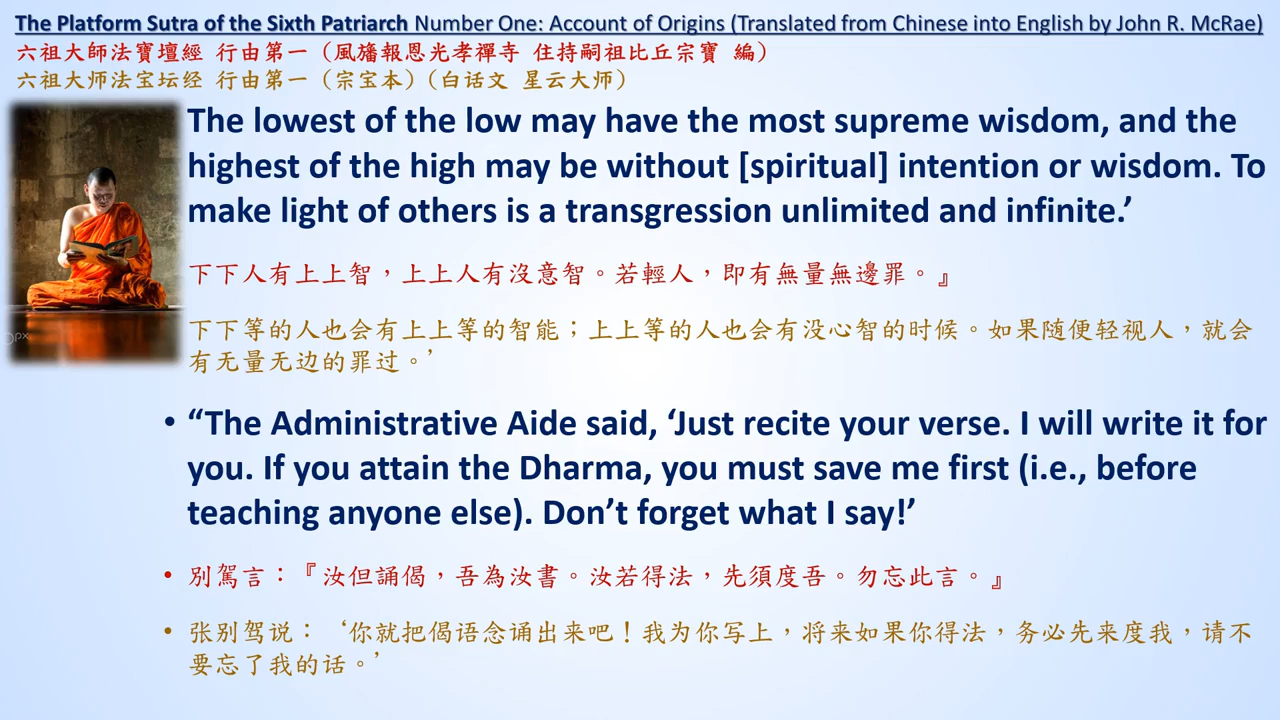 The Platform Sutra of the Sixth Patriarch Number One: Account of Origins (Translated from Chinese into English by John R. McRae)
六祖大師法寶壇經 行由第一（風旛報恩光孝禪寺 住持嗣祖比丘宗寶 編）
六祖大师法宝坛经 行由第一（宗宝本）（白话文 星云大师）
The lowest of the low may have the most supreme wisdom, and the
highest of the high may be without [spiritual] intention or wisdom. To
make light of others is a transgression unlimited and infinite.’
下下人有上上智，上上人有沒意智。若輕人，即有無量無邊罪。』
下下等的人也会有上上等的智能；上上等的人也会有没心智的时候。如果随便轻视人，就会
有无量无边的罪过。’
• “The Administrative Aide said, ‘Just recite your verse. I will write it for
you. If you attain the Dharma, you must save me first (i.e., before
teaching anyone else). Don’t forget what I say!’
• 別駕言：『汝但誦偈，吾為汝書。汝若得法，先須度吾。勿忘此言。』
• 张别驾说：‘你就把偈语念诵出来吧！我为你写上，将来如果你得法，务必先来度我，请不
要忘了我的话。’